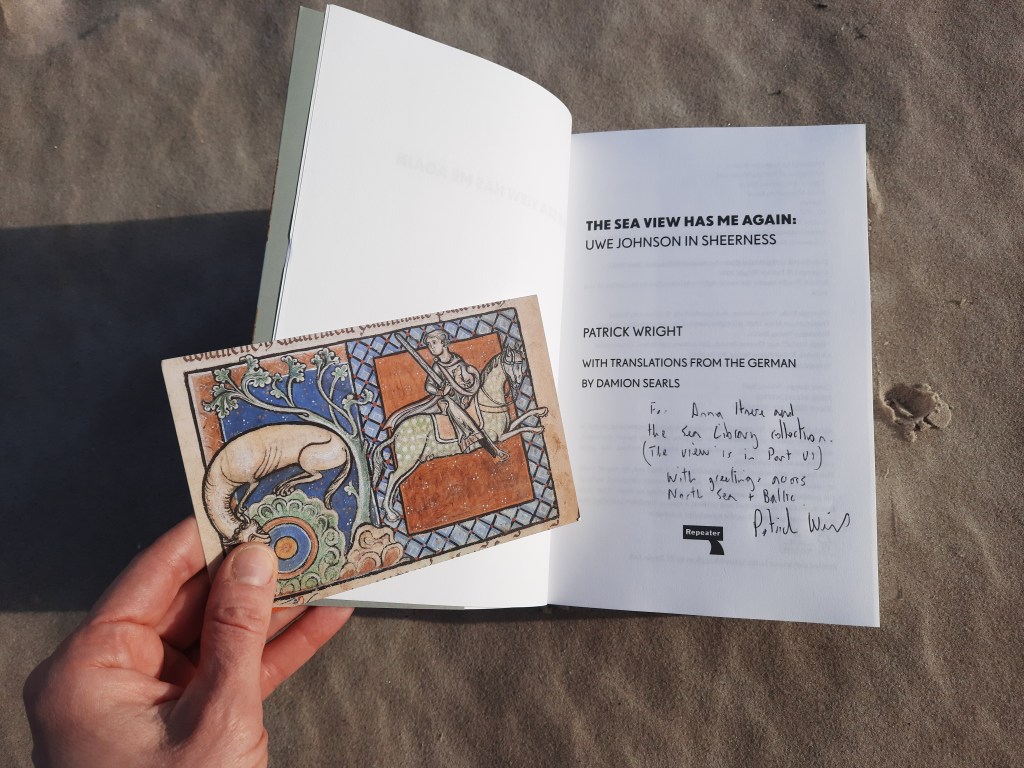 THE SEA VIEW HAS ME AGAIN:
UWE JOHNSON IN SHEERNESS
PATRICK WRIGHT
WITH TRANSLATIONS FROM THE GERMAN
BY DAMION SEARLS
For Anna and
the Sea Library collection.
(The view is in Part VI)
With greetings across
North Sea + Baltic
Patrick
Repeater